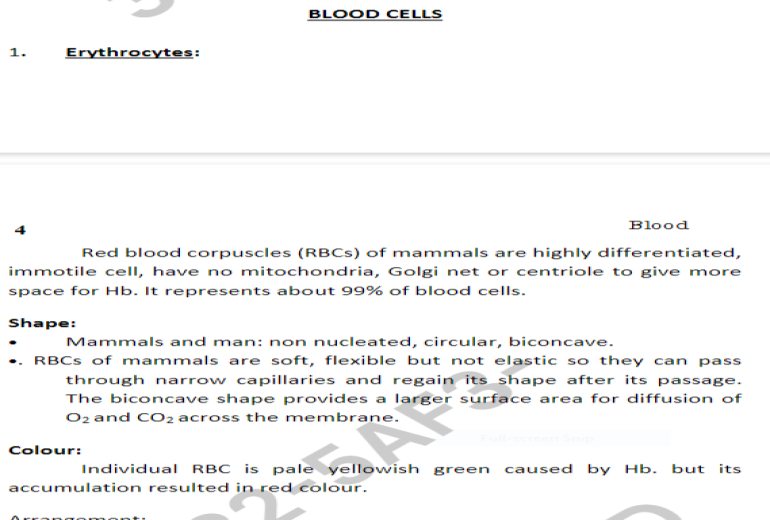 BLOOD CELLS
1. Erythrocytes:
4 Blood
Red blood corpuscles (RBCs) of mammals are highly differentiated,
immotile cell, have no mitochondria, Golgi net or centriole to give more
space for Hb. It represents about 99% of blood cells.
Shape:
• Mammals and man: non nucleated, circular, biconcave.
•. RBCs of mammals are soft, flexible but not elastic so they can pass
through narrow capillaries and regain its shape after its passage.
The biconcave shape provides a larger surface area for diffusion of
O₂ and CO₂ across the membrane.
Colour:
Individual RBC is pale yellowish green caused by Hb. but its
accumulation resulted in red colour.
2-5AF3-